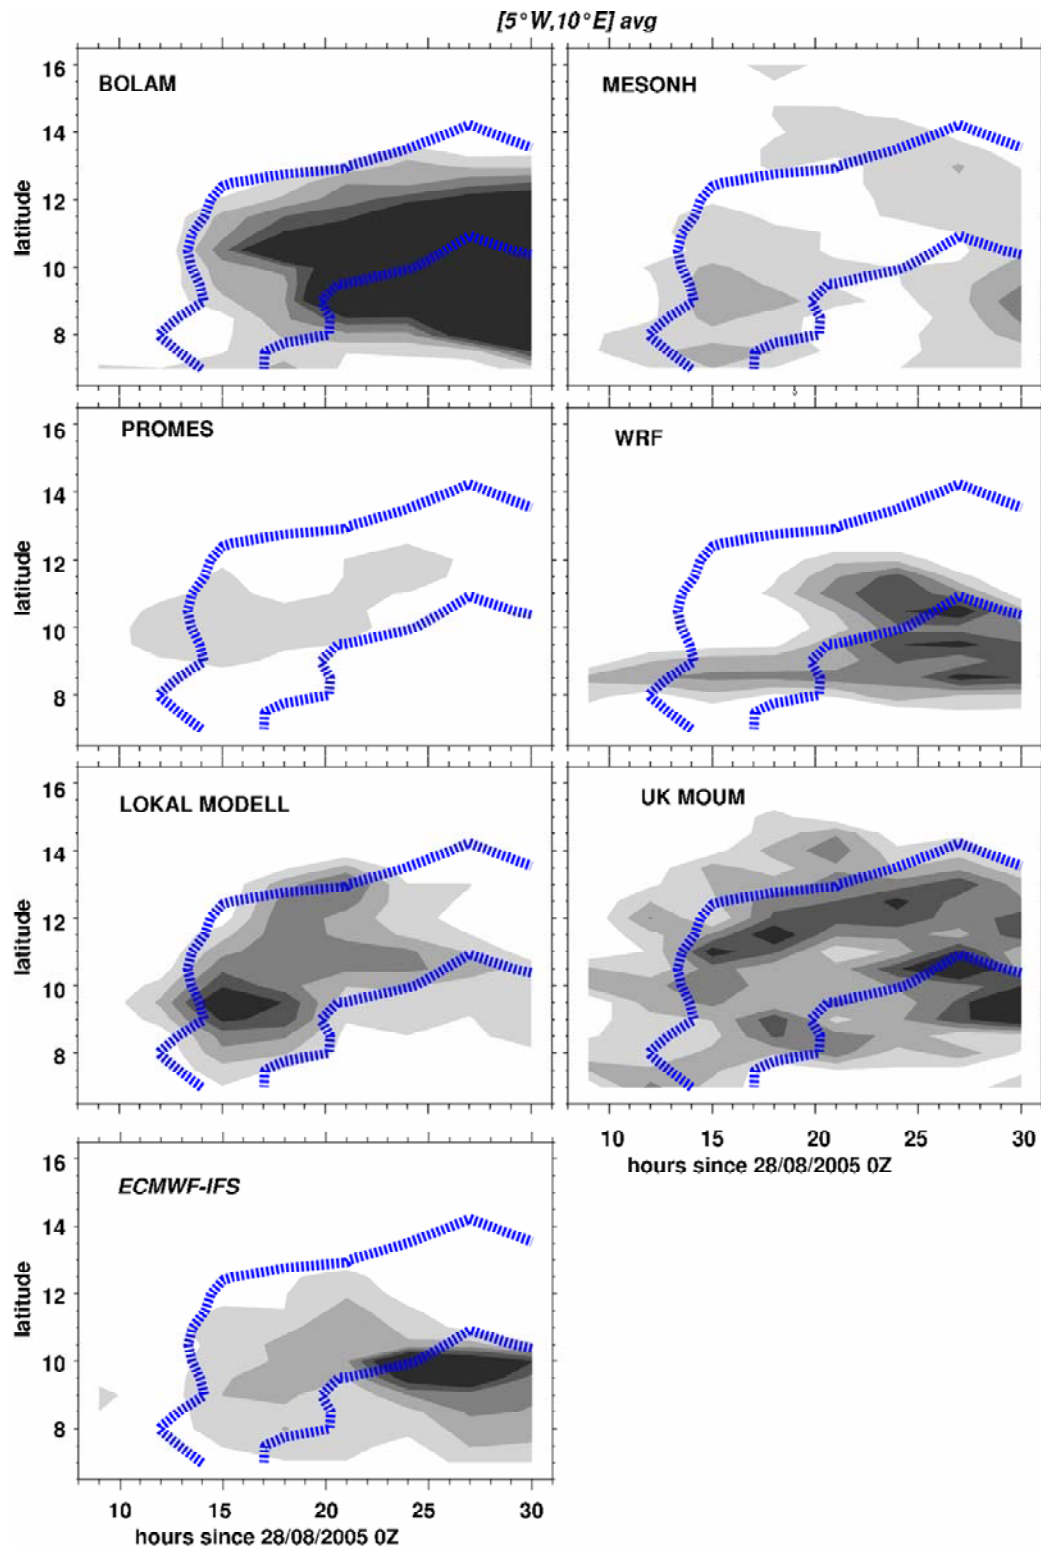 [5°W,10°E] avg
BOLAM
MESONH
16
14
12
10
8
latitude
PROMES
WRF
16
14
12
10
8
latitude
LOKAL MODELL
UK MOUM
16
14
12
10
8
latitude
10 15 20 25 30
hours since 28/08/2005 0Z
ECMWF-IFS
16
14
12
10
8
latitude
10 15 20 25 30
hours since 28/08/2005 0Z